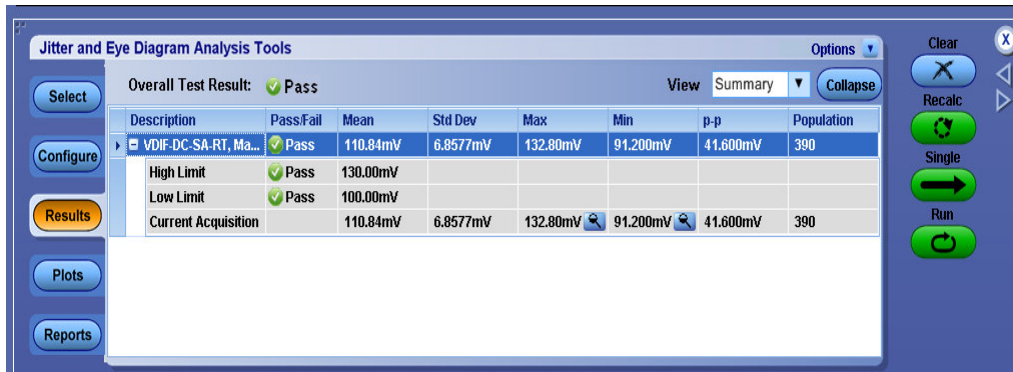 Jitter and Eye Diagram Analysis Tools Options Clear X
Select Overall Test Result: Pass View Summary Collapse
Recalc
Description Pass/Fail Mean Std Dev Max Min p-p Population
Configure VDIF-DC-SA-RT, Ma... Pass 110.84mV 6.8577mV 132.80mV 91.200mV 41.600mV 390
Single
High Limit Pass 130.00mV
Low Limit Pass 100.00mV
Results Current Acquisition 110.84mV 6.8577mV 132.80mV 91.200mV 41.600mV 390
Run
Plots
Reports